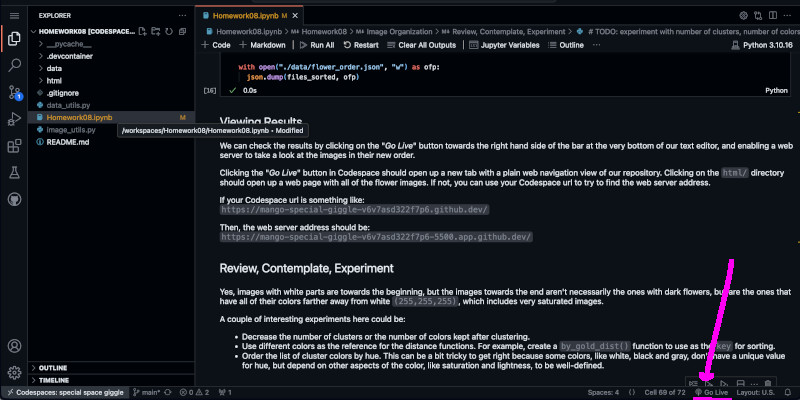 EXPLORER
HOMEWORK08 [CODESPAC...
__pycache__
.devcontainer
data
html
.gitignore
data_utils.py
Homework08.ipynb M
image_utils.py
README.md
/workspaces/Homework08/Homework08.ipynb • Modified
OUTLINE
TIMELINE
Homework08.ipynb M
Homework08.ipynb > Homework08 > Image Organization > Review, Contemplate, Experiment > # TODO: experiment with number of clusters, number of colors
+ Code + Markdown Run All Restart Clear All Outputs Jupyter Variables Outline ... Python 3.10.16
with open("./data/flower_order.json", "w") as ofp:
json.dump(files_sorted, ofp)
[16] 0.0s Python
Viewing Results
We can check the results by clicking on the "Go Live" button towards the right hand side of the bar at the very bottom of our text editor, and enabling a web
server to take a look at the images in their new order.
Clicking the "Go Live" button in Codespace should open up a new tab with a plain web navigation view of our repository. Clicking on the html/ directory
should open up a web page with all of the flower images. If not, you can use your Codespace url to try to find the web server address.
If your Codespace url is something like:
https://mango-special-giggle-v6v7asd322f7p6.github.dev/
Then, the web server address should be:
https://mango-special-giggle-v6v7asd322f7p6-5500.app.github.dev/
Review, Contemplate, Experiment
Yes, images with white parts are towards the beginning, but the images towards the end aren't necessarily the ones with dark flowers, but are the ones that
have all of their colors farther away from white (255,255,255), which includes very saturated images.
A couple of interesting experiments here could be:
• Decrease the number of clusters or the number of colors kept after clustering.
• Use different colors as the reference for the distance functions. For example, create a by_gold_dist() function to use as the key for sorting.
• Order the list of cluster colors by hue. This can be a bit tricky to get right because some colors, like white, black and gray, don't have a unique value
for hue, but depend on other aspects of the color, like saturation and lightness, to be well-defined.
Codespaces: special space giggle main* 0 2 1 Spaces: 4 Cell 69 of 72 Go Live Layout: U.S.